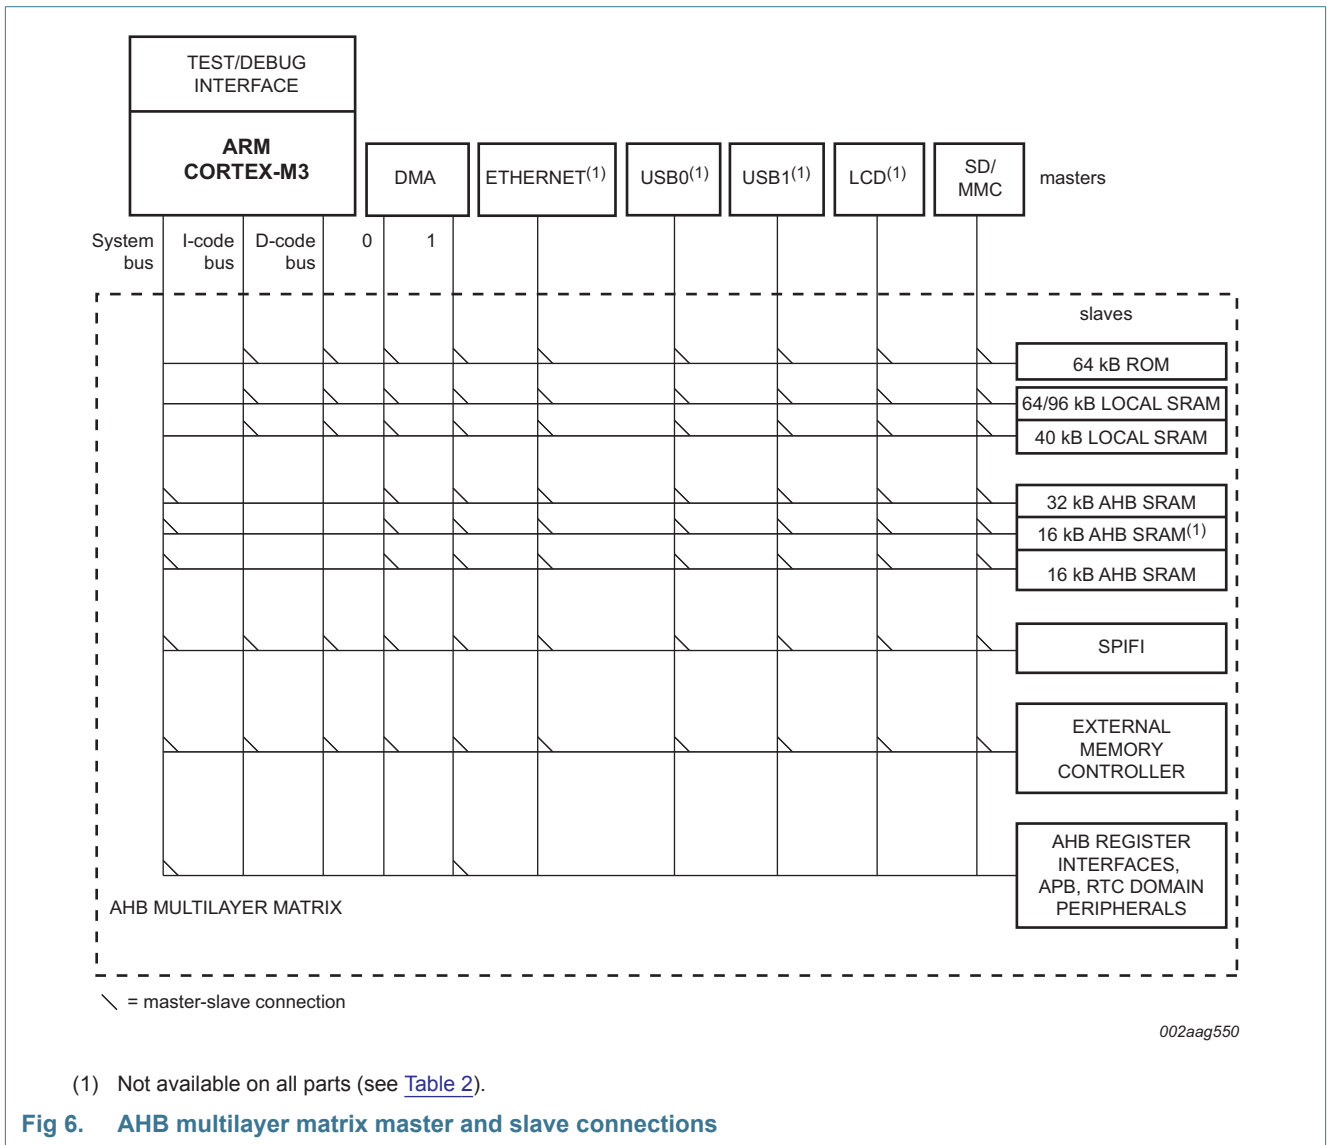 TEST/DEBUG
INTERFACE
ARM
CORTEX-M3
DMA
ETHERNET(1)
USB0(1)
USB1(1)
LCD(1)
SD/
MMC
masters
System
bus
I-code
bus
D-code
bus
0
1
slaves
64 kB ROM
64/96 kB LOCAL SRAM
40 kB LOCAL SRAM
32 kB AHB SRAM
16 kB AHB SRAM(1)
16 kB AHB SRAM
SPIFI
EXTERNAL
MEMORY
CONTROLLER
AHB REGISTER
INTERFACES,
APB, RTC DOMAIN
PERIPHERALS
AHB MULTILAYER MATRIX
= master-slave connection
002aag550
(1) Not available on all parts (see Table 2).
Fig 6. AHB multilayer matrix master and slave connections